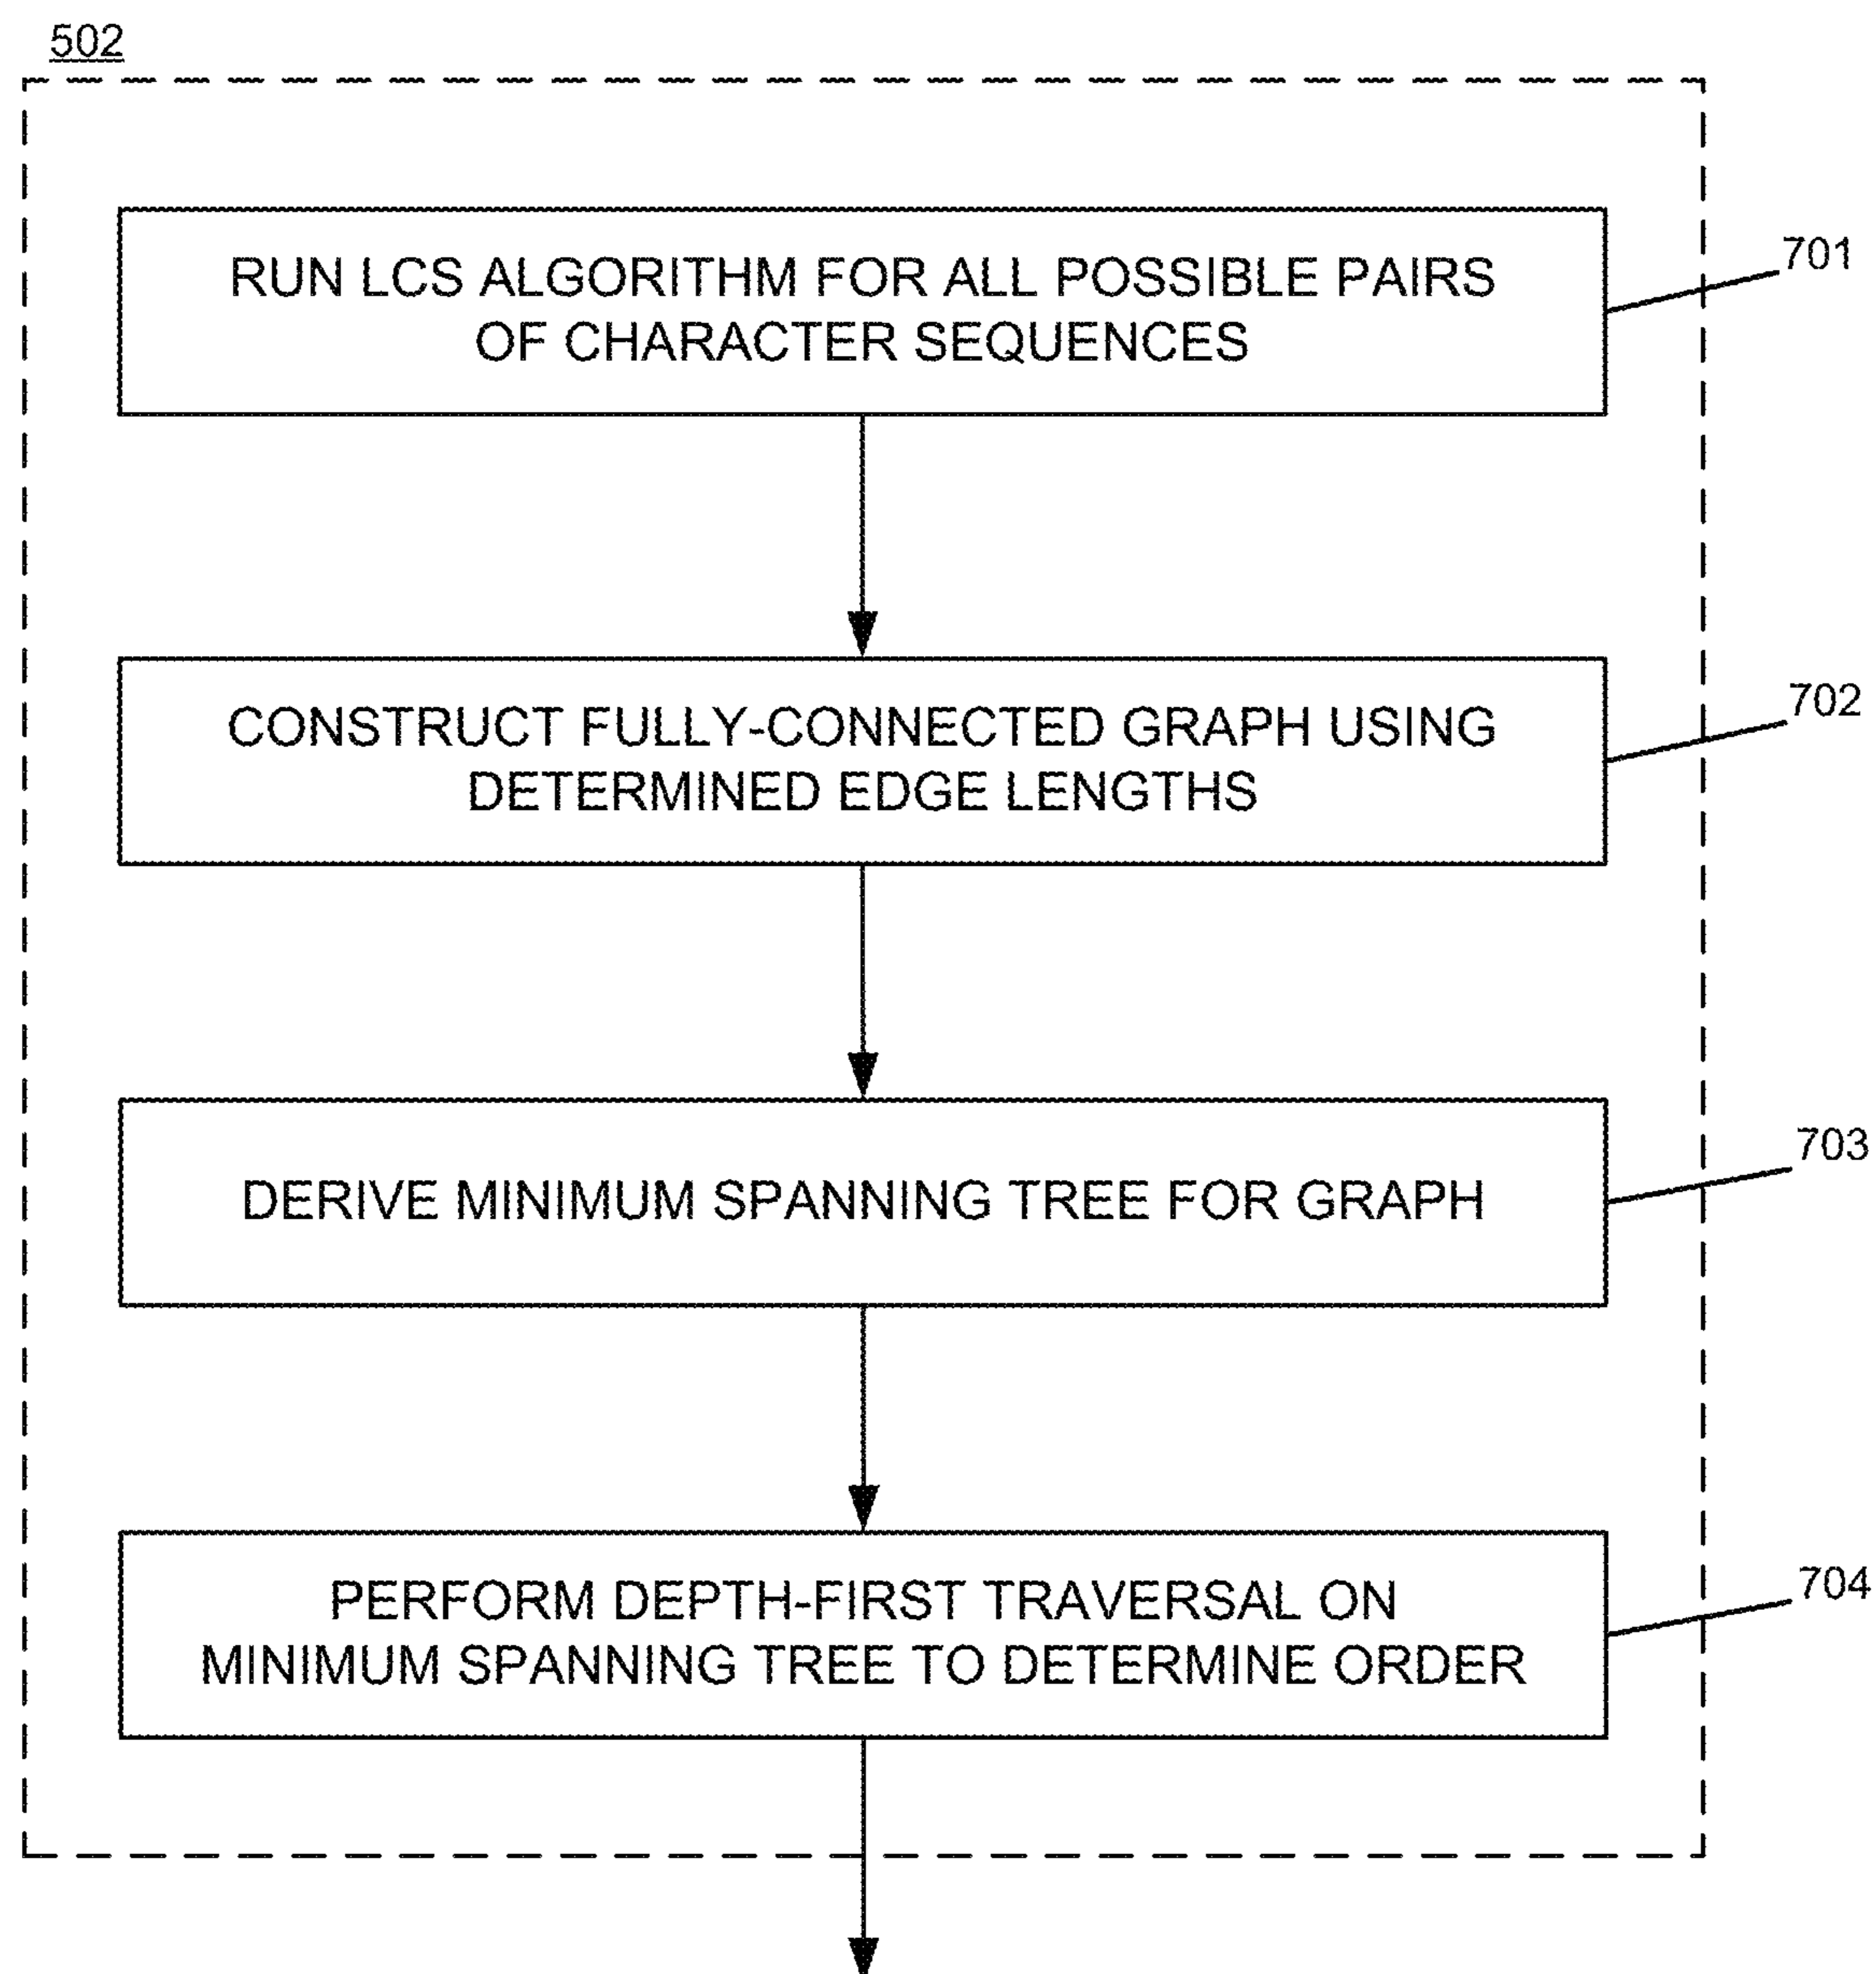 502
RUN LCS ALGORITHM FOR ALL POSSIBLE PAIRS
OF CHARACTER SEQUENCES
701
CONSTRUCT FULLY-CONNECTED GRAPH USING
DETERMINED EDGE LENGTHS
702
DERIVE MINIMUM SPANNING TREE FOR GRAPH
703
PERFORM DEPTH-FIRST TRAVERSAL ON
MINIMUM SPANNING TREE TO DETERMINE ORDER
704